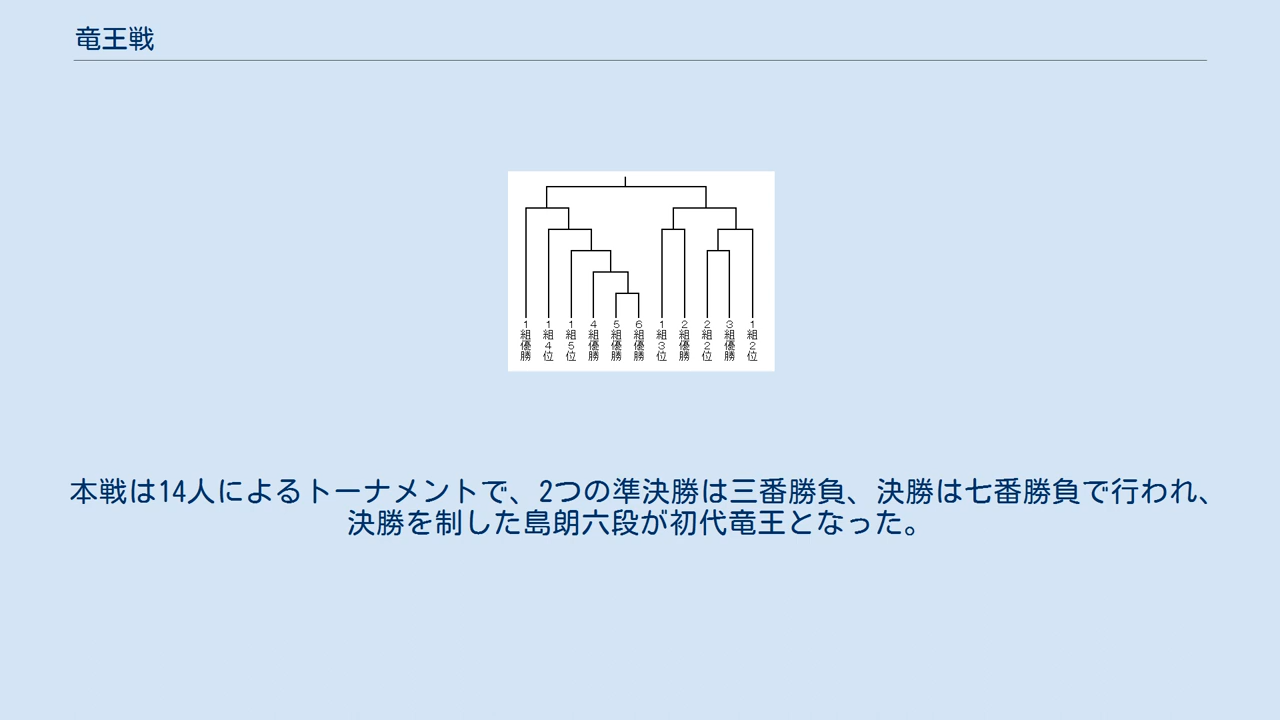 竜王戦
1組優勝
1組4位
1組5位
4組優勝
5組優勝
6組優勝
1組3位
2組優勝
2組2位
3組優勝
1組2位
本戦は14人によるトーナメントで、2つの準決勝は三番勝負、決勝は七番勝負で行われ、
決勝を制した島朗六段が初代竜王となった。